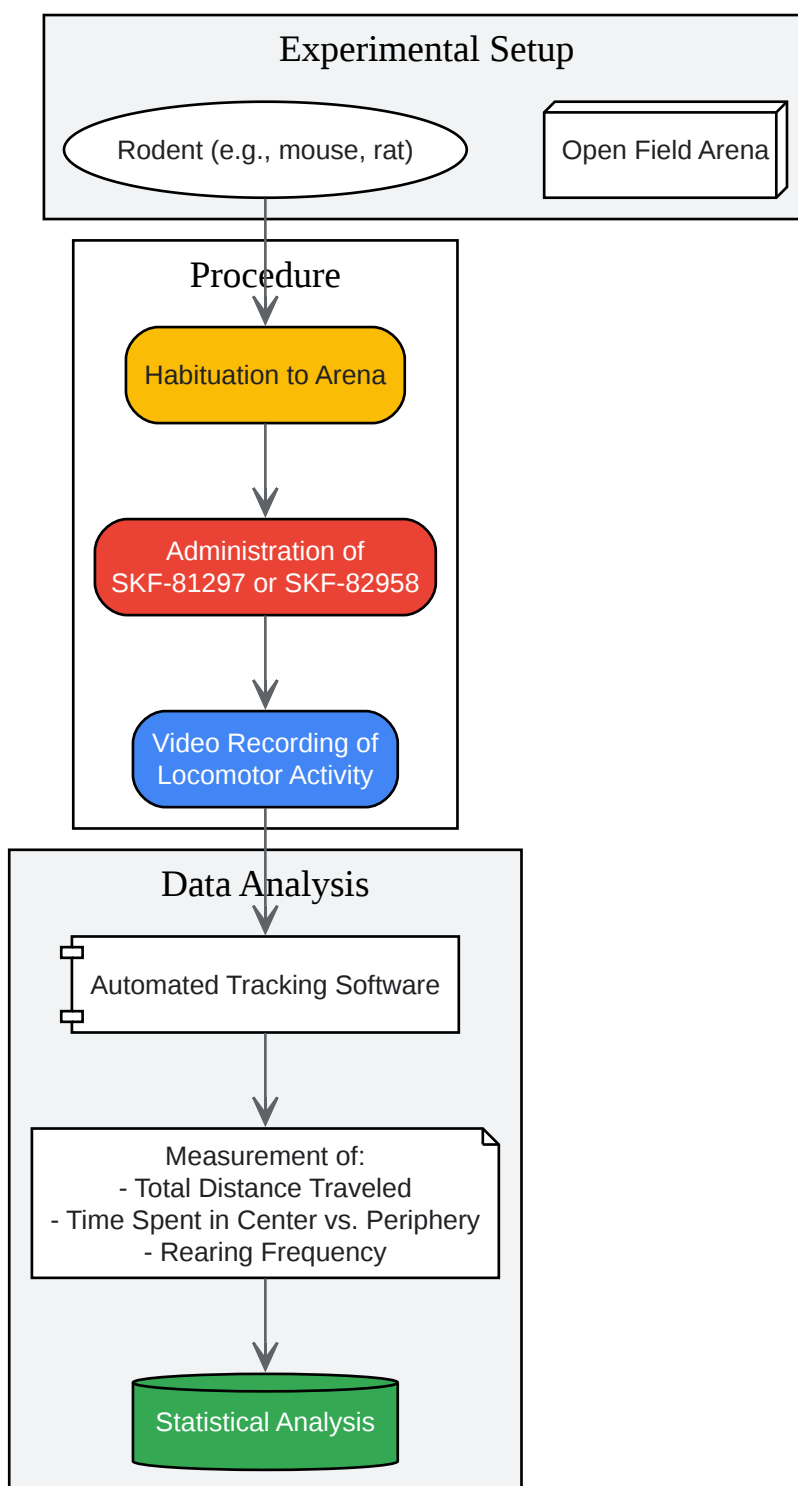 Experimental Setup
Rodent (e.g., mouse, rat)
Open Field Arena
Procedure
Habituation to Arena
Administration of
SKF-81297 or SKF-82958
Video Recording of
Locomotor Activity
Data Analysis
Automated Tracking Software
Measurement of:
- Total Distance Traveled
- Time Spent in Center vs. Periphery
- Rearing Frequency
Statistical Analysis